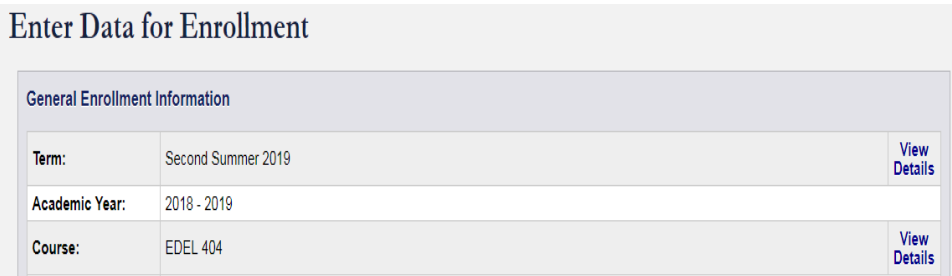 Enter Data for Enrollment
General Enrollment Information
Term: Second Summer 2019 View Details
Academic Year: 2018 - 2019
Course: EDEL 404 View Details